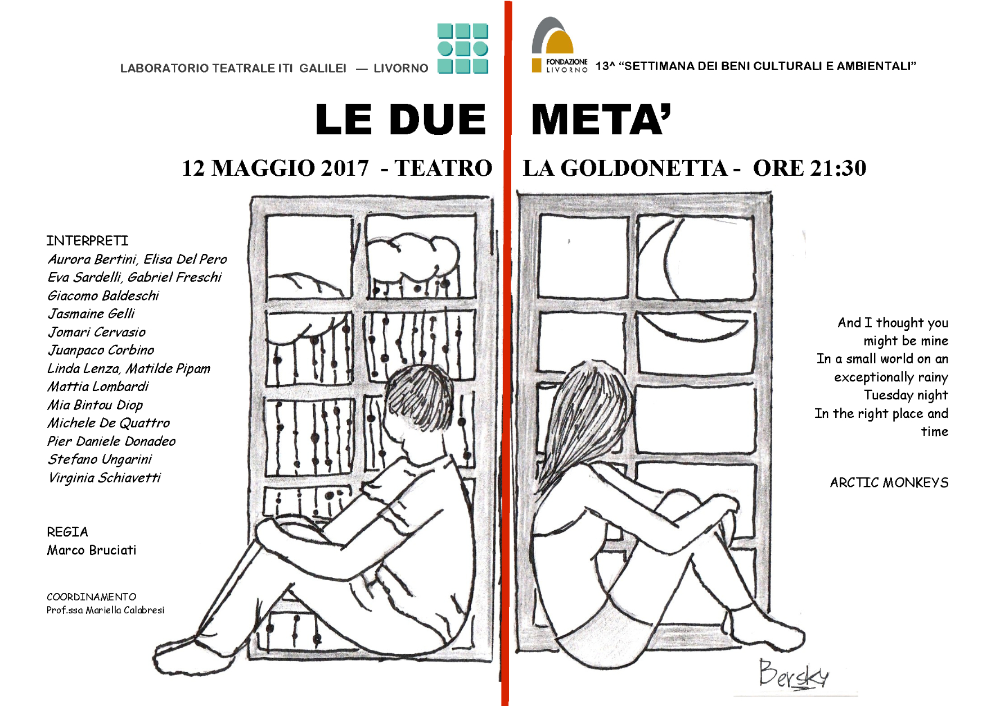 LABORATORIO TEATRALE ITI GALILEI — LIVORNO
FONDAZIONE
LIVORNO
13^ “SETTIMANA DEI BENI CULTURALI E AMBIENTALI”
LE DUE META’
12 MAGGIO 2017 - TEATRO LA GOLDONETTA - ORE 21:30
INTERPRETI
Aurora Bertini, Elisa Del Pero
Eva Sardelli, Gabriel Freschi
Giacomo Baldeschi
Jasmaine Gelli
Jomari Cervasio
Juanpaco Corbino
Linda Lenza, Matilde Pipam
Mattia Lombardi
Mia Bintou Diop
Michele De Quattro
Pier Daniele Donadeo
Stefano Ungarini
Virginia Schiavetti
REGIA
Marco Bruciati
COORDINAMENTO
Prof.ssa Mariella Calabresi
And I thought you
might be mine
In a small world on an
exceptionally rainy
Tuesday night
In the right place and
time
ARCTIC MONKEYS
Bersky